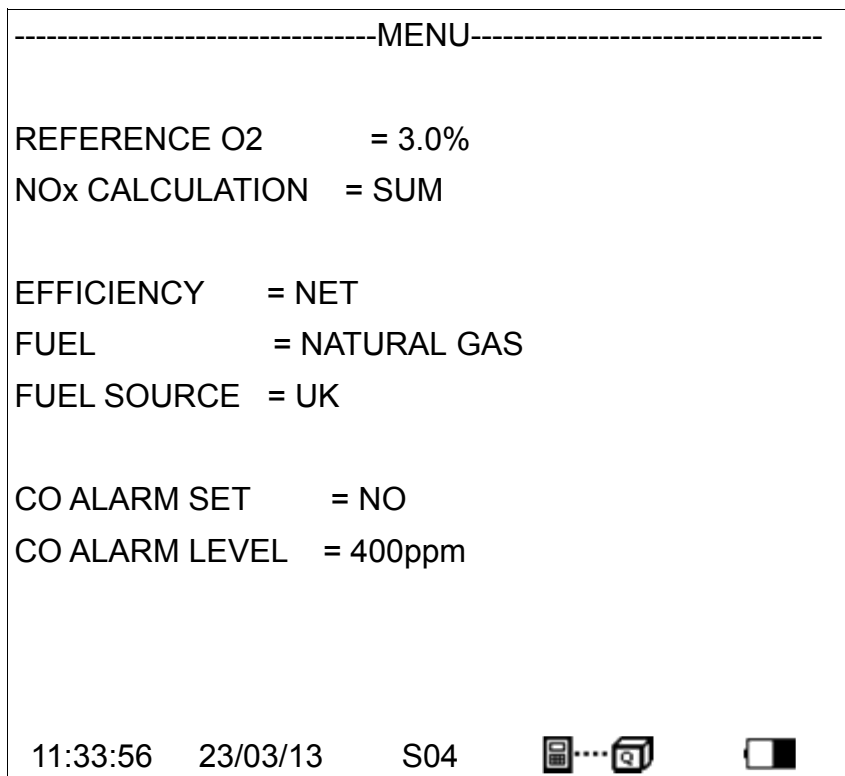 ----------------------------------MENU---------------------------------
REFERENCE O2 = 3.0%
NOx CALCULATION = SUM
EFFICIENCY = NET
FUEL = NATURAL GAS
FUEL SOURCE = UK
CO ALARM SET = NO
CO ALARM LEVEL = 400ppm
11:33:56 23/03/13 S04 Q